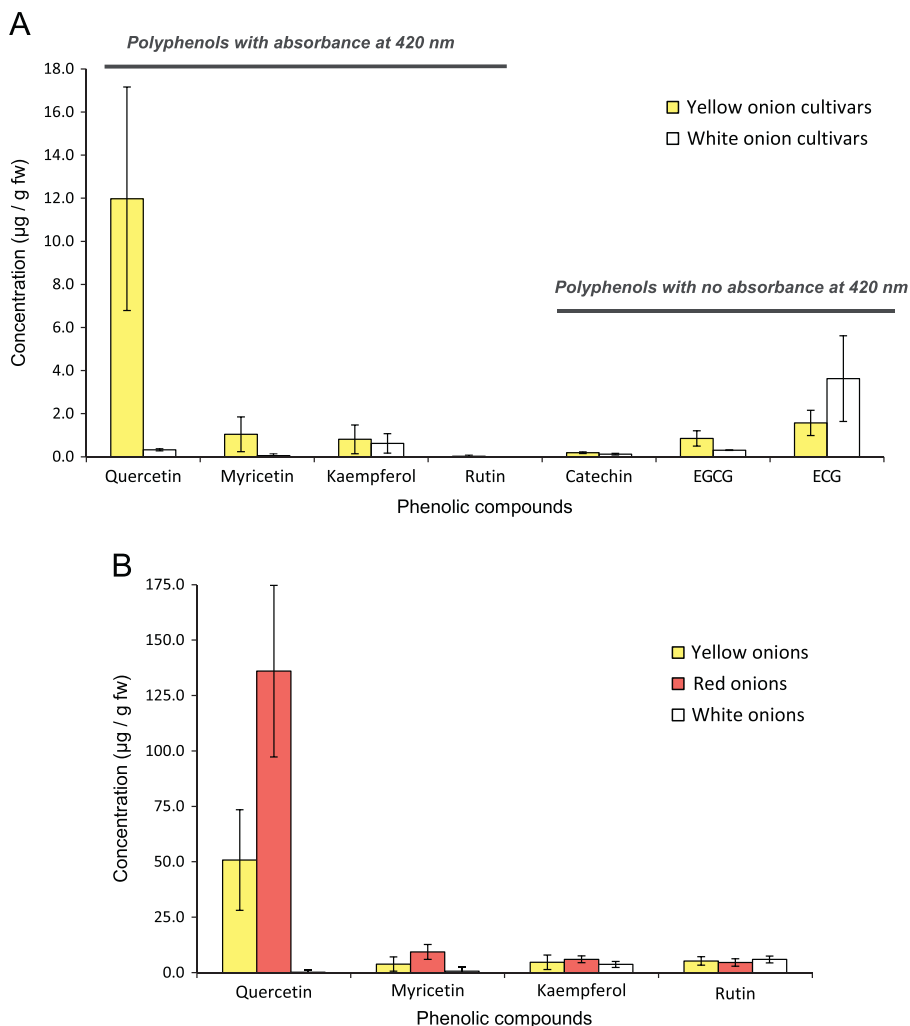 A
Polyphenols with absorbance at 420 nm
18.0
16.0
14.0
12.0
10.0
8.0
6.0
4.0
2.0
0.0
Concentration (µg / g fw)
Yellow onion cultivars
White onion cultivars
Polyphenols with no absorbance at 420 nm
Quercetin Myricetin Kaempferol Rutin Catechin EGCG ECG
Phenolic compounds
B
175.0
150.0
125.0
100.0
75.0
50.0
25.0
0.0
Concentration (µg / g fw)
Yellow onions
Red onions
White onions
Quercetin Myricetin Kaempferol Rutin
Phenolic compounds